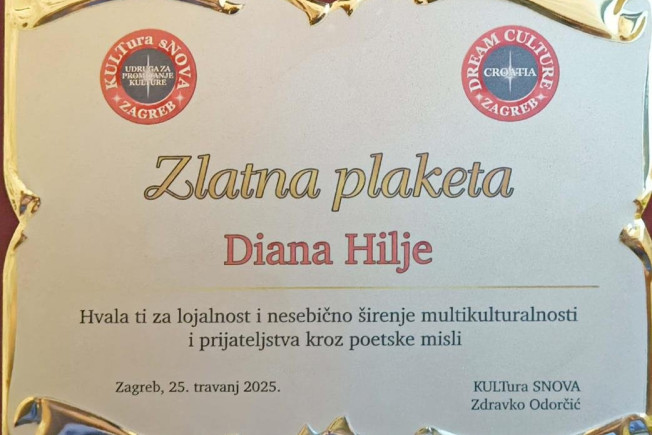 KULTura sNOVA
UDRUGA ZA
PROMICANJE
KULTURE
ZAGREB
DREAM CULTURE
CROATIA
ZAGREB
Zlatna plaketa
Diana Hilje
Hvala ti za lojalnost i nesebično širenje multikulturalnosti
i prijateljstva kroz poetske misli
Zagreb, 25. travanj 2025.
KULTura SNOVA
Zdravko Odorčić